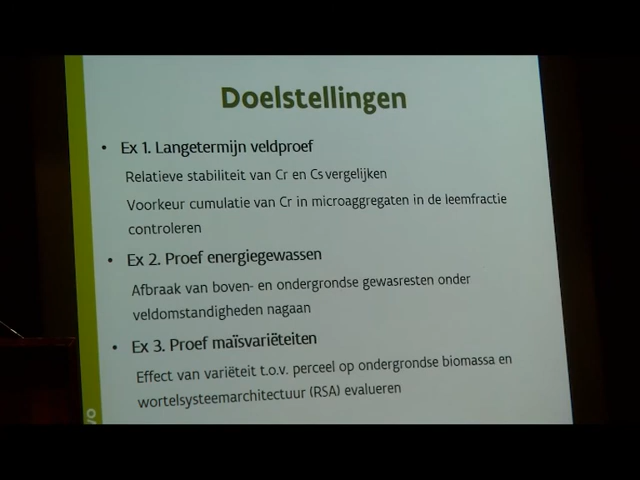 Doelstellingen
• Ex 1. Langetermijn veldproef
Relatieve stabiliteit van Cr en Cs vergelijken
Voorkeur cumulatie van Cr in microaggregaten in de leemfractie
controleren
• Ex 2. Proef energiegewassen
Afbraak van boven- en ondergrondse gewasresten onder
veldomstandigheden nagaan
• Ex 3. Proef maïsvariëteiten
Effect van variëteit t.o.v. perceel op ondergrondse biomassa en
wortelsysteemarchitectuur (RSA) evalueren